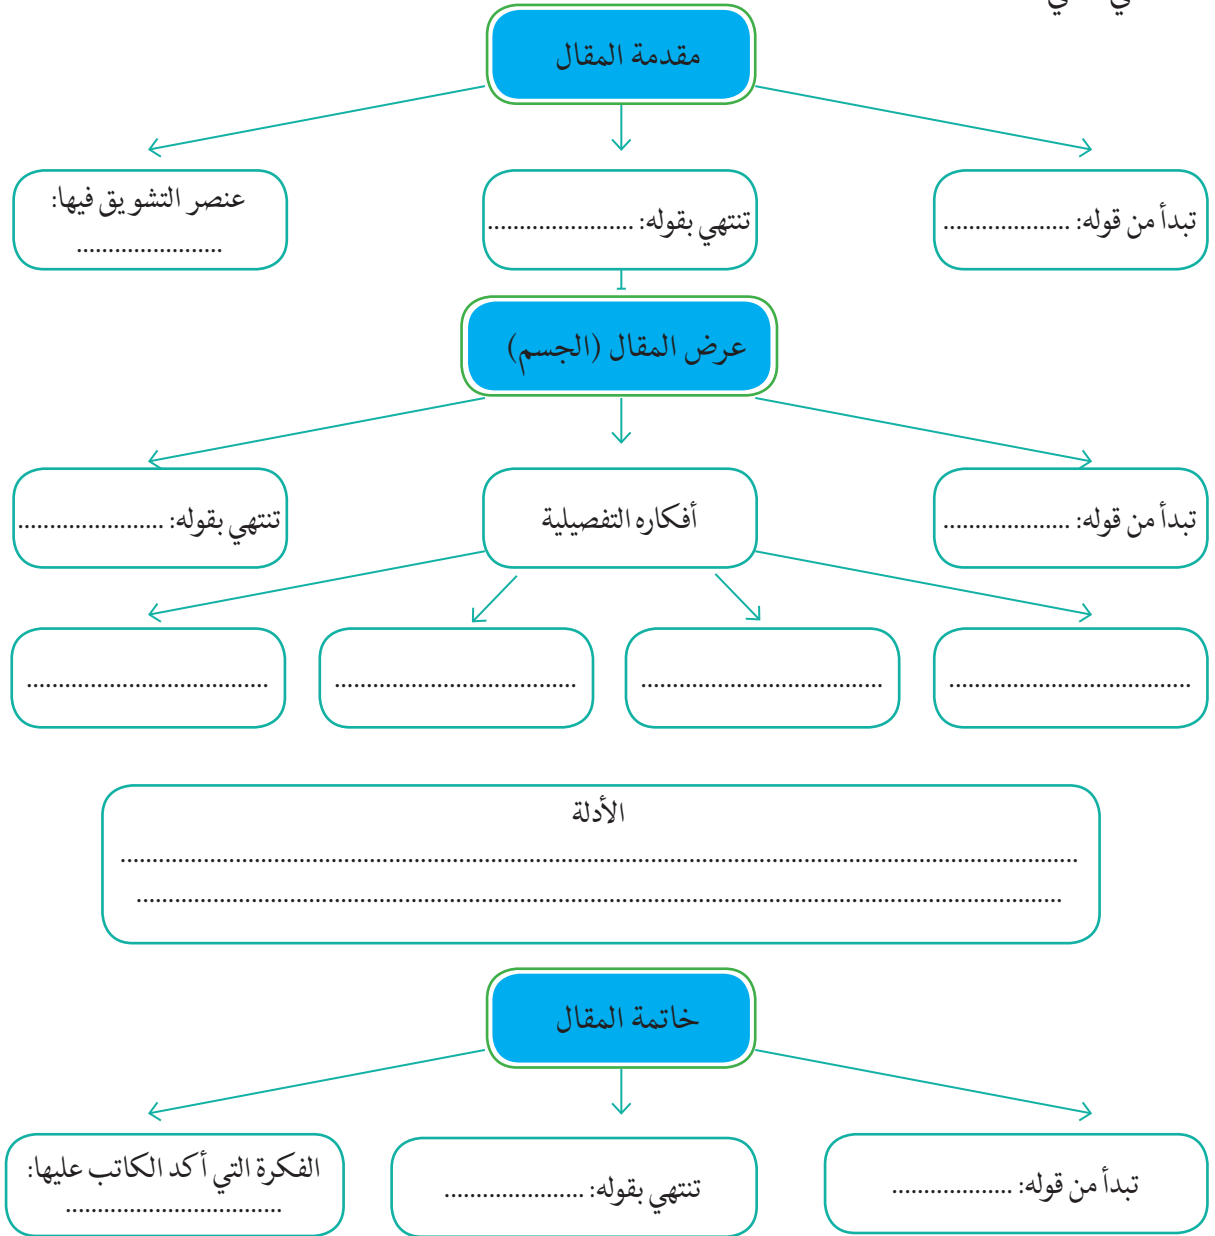 مقدمة المقال
تبدأ من قوله: ....................
تنتهي بقوله: .......................
عنصر التشويق فيها:
.......................
عرض المقال (الجسم)
تبدأ من قوله: ....................
أفكاره التفصيلية
تنتهي بقوله: .......................
......................................
......................................
......................................
......................................
الأدلة
.......................................................................................................................................................
..................................................................................................................................................
خاتمة المقال
تبدأ من قوله: ...................
تنتهي بقوله: ......................
الفكرة التي أكد الكاتب عليها:
..................................